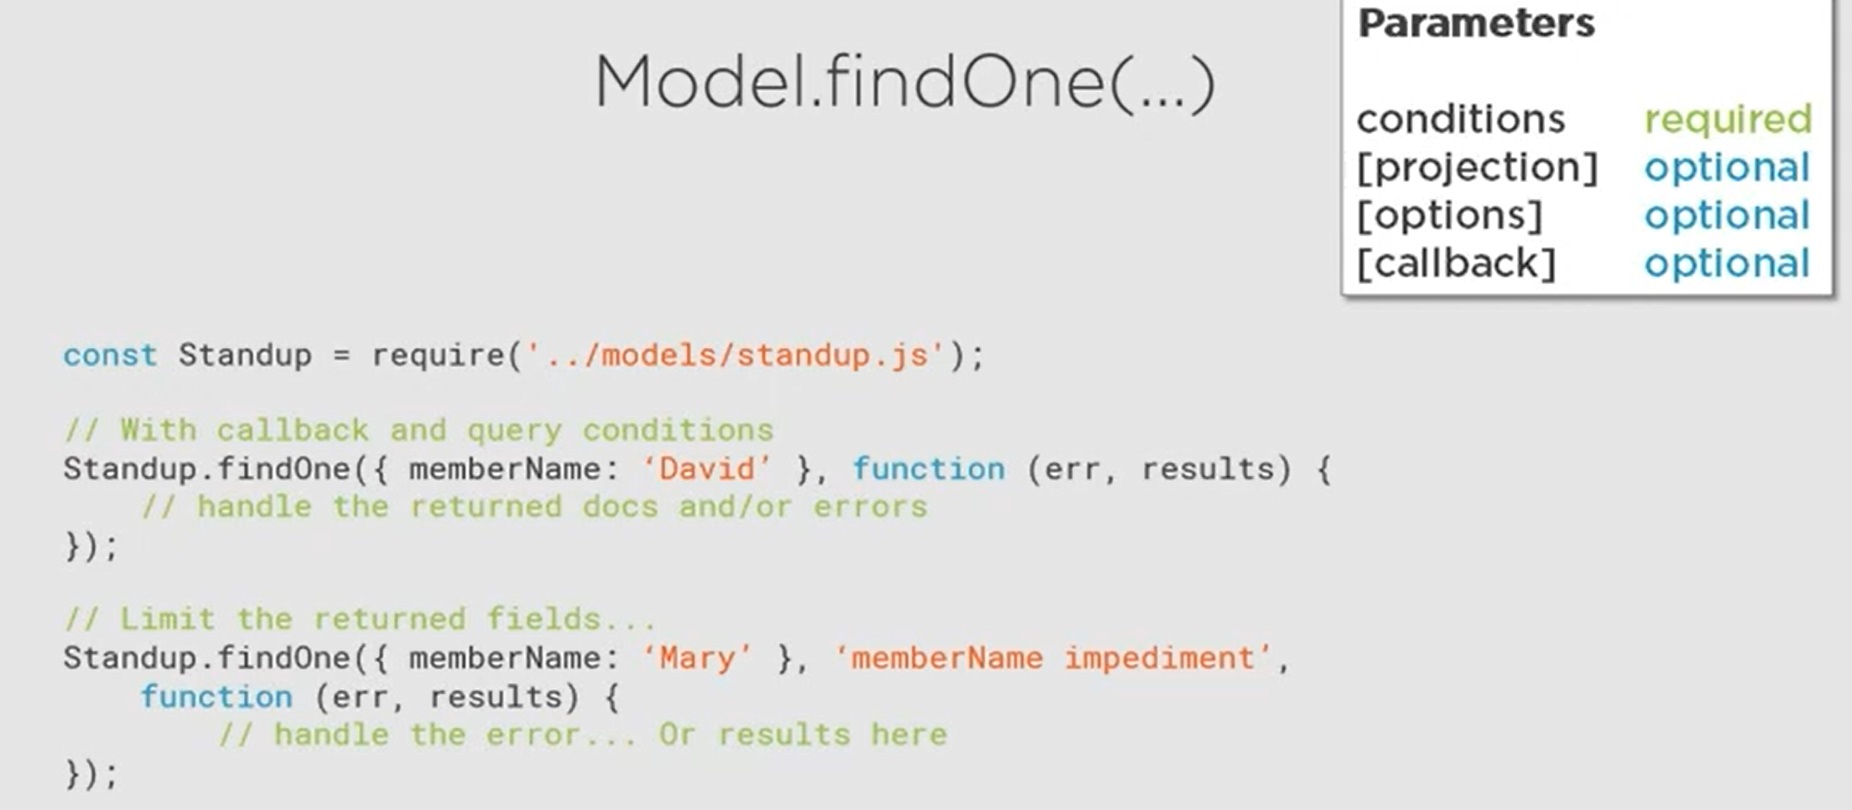 Model.findOne(...)
Parameters
conditions required
[projection] optional
[options] optional
[callback] optional
const Standup = require('../models/standup.js');
// With callback and query conditions
Standup.findOne({ memberName: ‘David’ }, function (err, results) {
// handle the returned docs and/or errors
});
// Limit the returned fields...
Standup.findOne({ memberName: ‘Mary’ }, ‘memberName impediment’,
function (err, results) {
// handle the error... Or results here
});